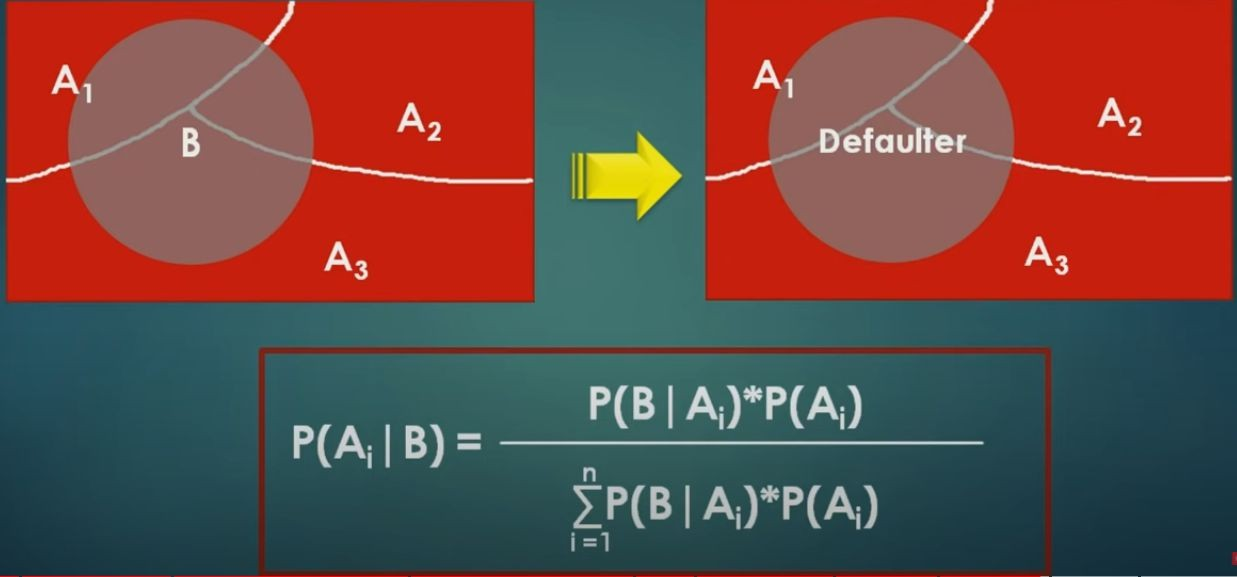 A₁
A₂
B
A₃
A₁
A₂
Defaulter
A₃
P(B | Aᵢ)*P(Aᵢ)
P(Aᵢ | B) =
n
∑P(B | Aᵢ)*P(Aᵢ)
i =1